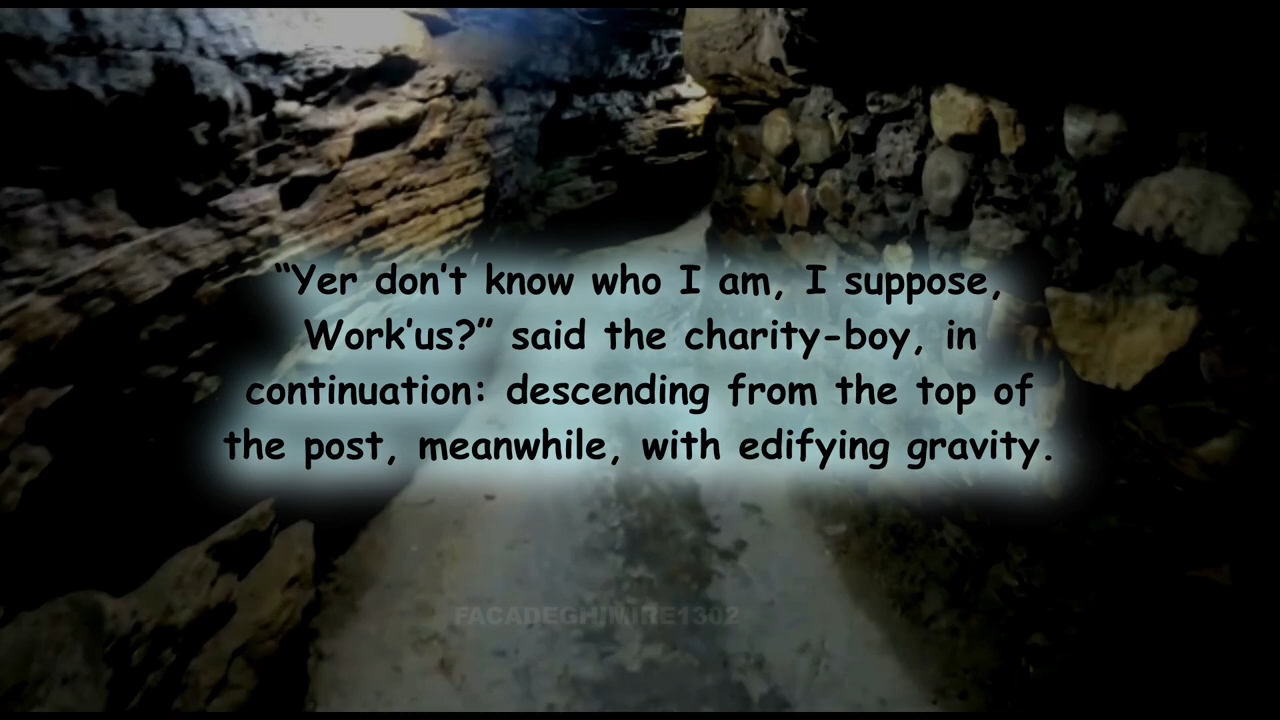 “Yer don’t know who I am, I suppose,
Work’us?” said the charity-boy, in
continuation: descending from the top of
the post, meanwhile, with edifying gravity.
FACADEGHIMIRE1302